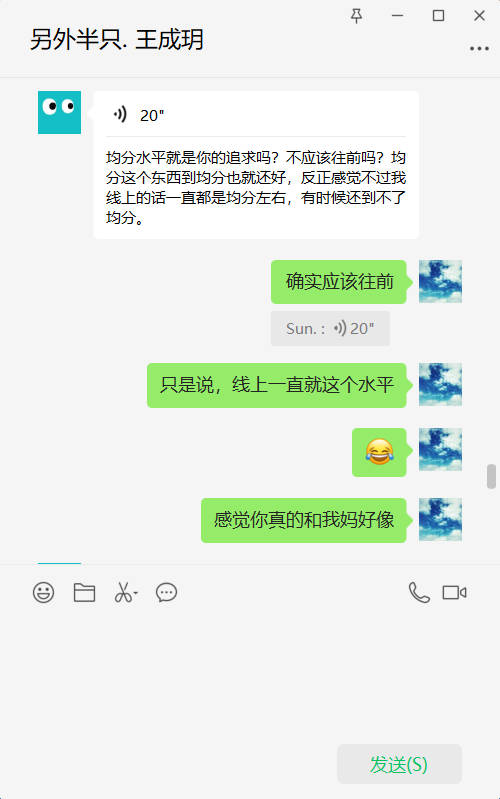 另外半只. 王成玥
20"
均分水平就是你的追求吗？不应该往前吗？均
分这个东西到均分也就还好，反正感觉不过我
线上的话一直都是均分左右，有时候还到不了
均分。
确实应该往前
Sun. : 20"
只是说，线上一直就这个水平
😂
感觉你真的和我妈好像
发送(S)